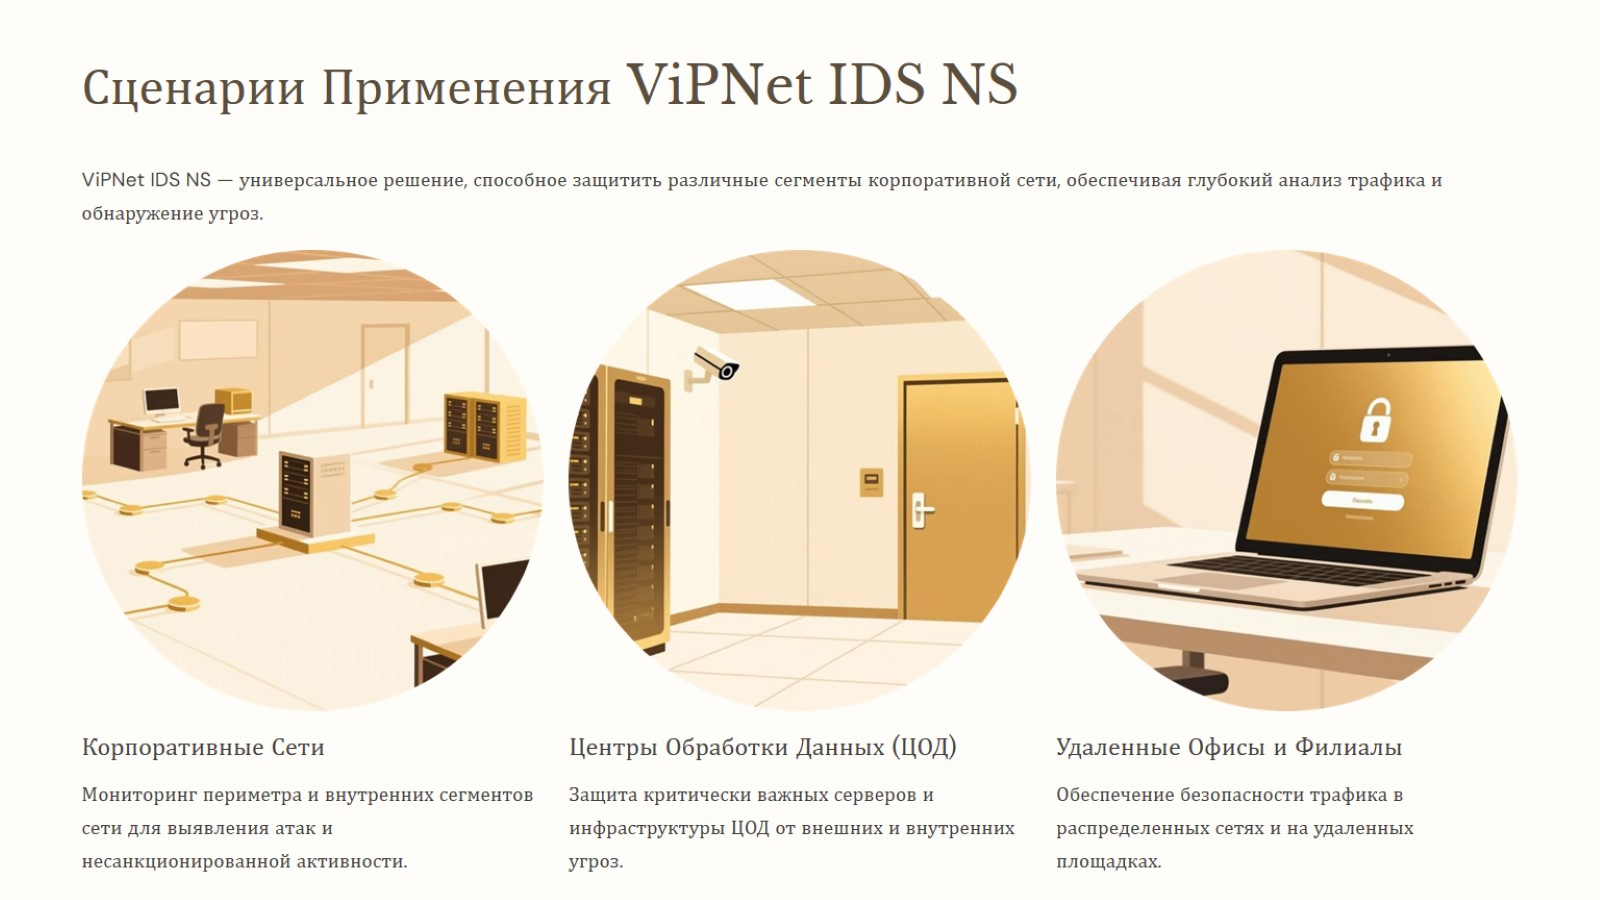 Сценарии Применения ViPNet IDS NS
ViPNet IDS NS — универсальное решение, способное защитить различные сегменты корпоративной сети, обеспечивая глубокий анализ трафика и
обнаружение угроз.
Корпоративные Сети
Мониторинг периметра и внутренних сегментов
сети для выявления атак и
несанкционированной активности.
Центры Обработки Данных (ЦОД)
Защита критически важных серверов и
инфраструктуры ЦОД от внешних и внутренних
угроз.
Удаленные Офисы и Филиалы
Обеспечение безопасности трафика в
распределенных сетях и на удаленных
площадках.